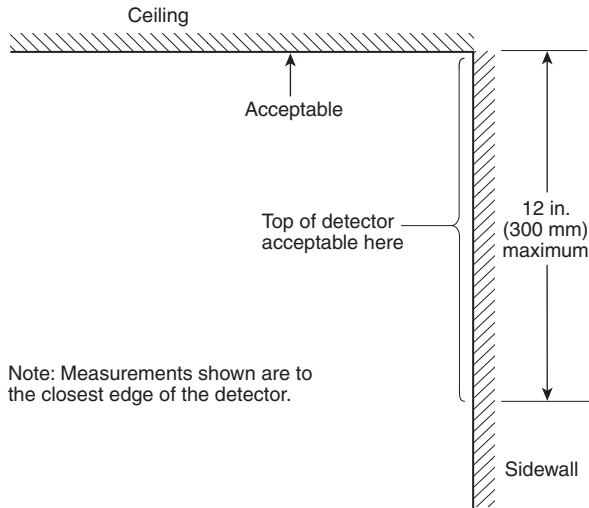 Ceiling
Acceptable
Top of detector
acceptable here
12 in.
(300 mm)
maximum
Note: Measurements shown are to
the closest edge of the detector.
Sidewall